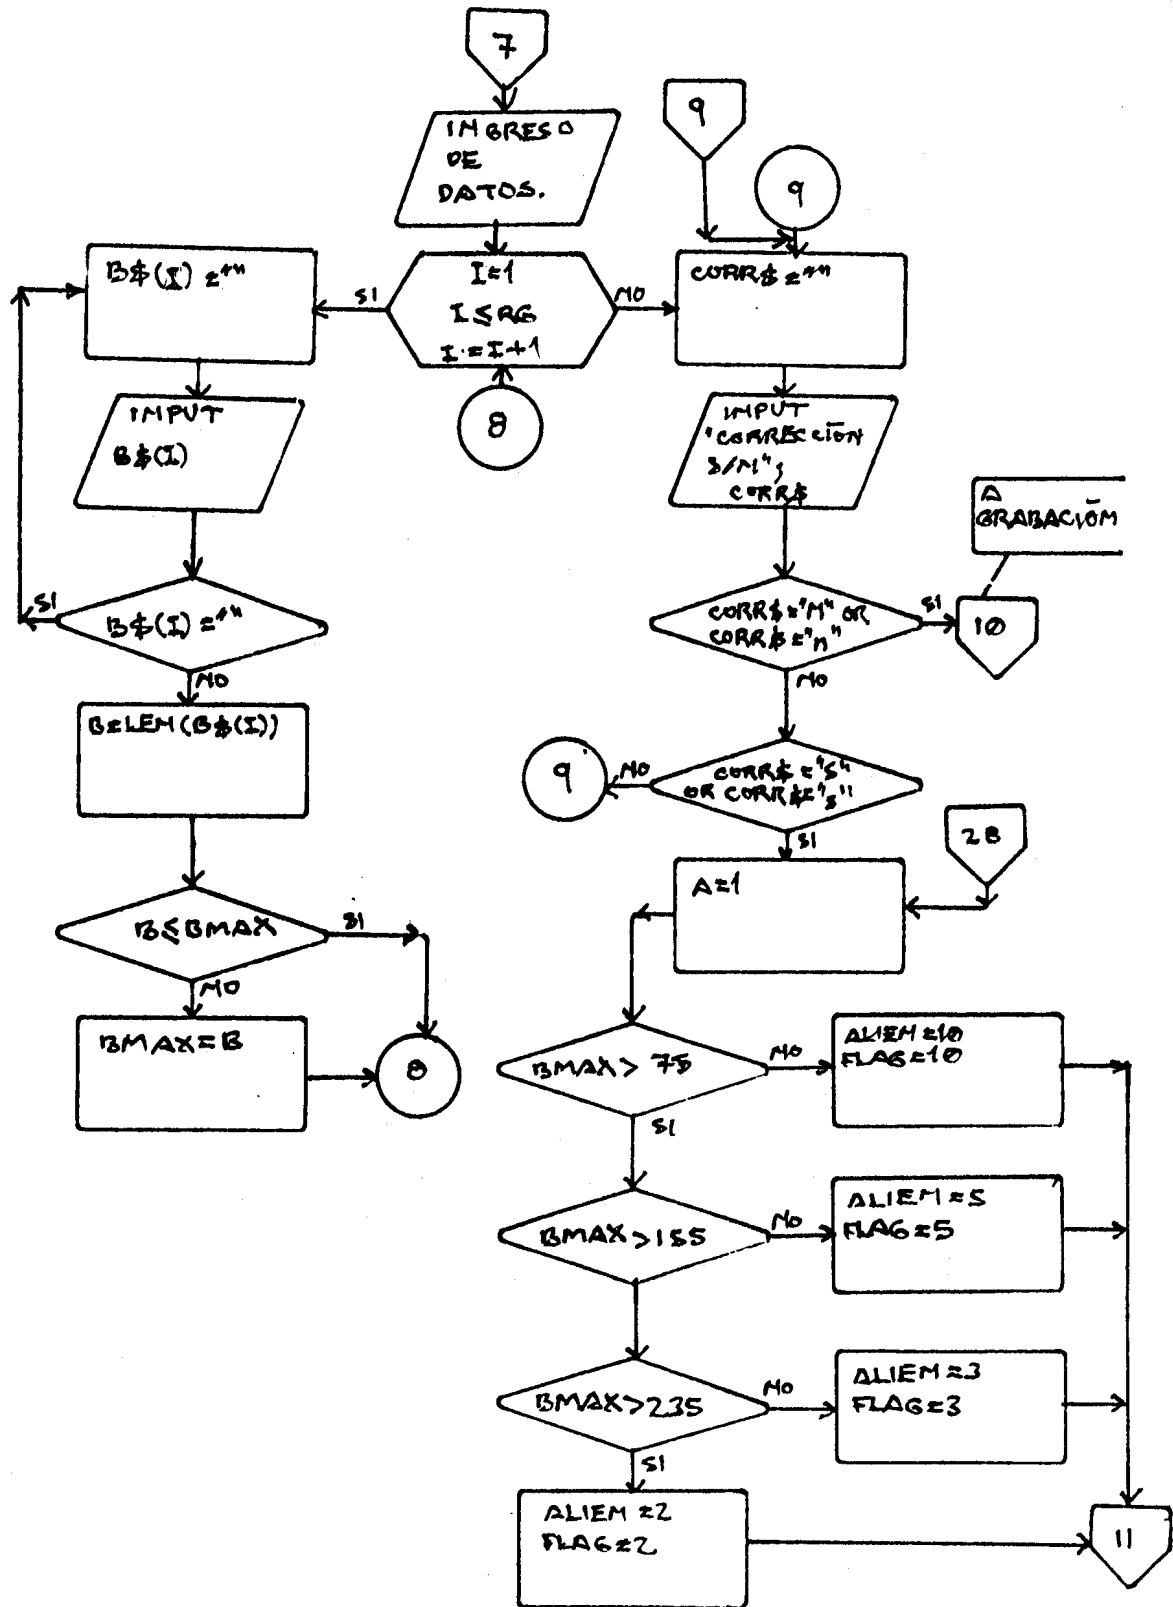 7
INGRESO
DE
DATOS.
9
9
B$(I)=""
SI
I=1
I≤RG
I=I+1
NO
CORR$=""
8
INPUT
B$(I)
INPUT
"CORRECCIÓN
S/N";
CORR$
A
GRABACIÓN
SI
B$(I)=""
NO
CORR$="N" OR
CORR$="n"
SI
10
NO
B=LEN(B$(I))
9
NO
CORR$="S"
OR CORR$="s"
SI
28
A=1
B≤BMAX
SI
NO
BMAX=B
8
BMAX>75
NO
ALIEN=10
FLAG=10
SI
BMAX>155
NO
ALIEN=5
FLAG=5
BMAX>235
NO
ALIEN=3
FLAG=3
SI
ALIEN=2
FLAG=2
11